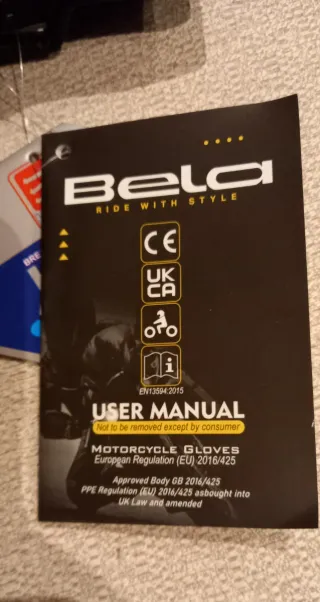 Bela
RIDE WITH STYLE
CE
UK
CA
i
EN13594:2015
USER MANUAL
Not to be removed except by consumer
MOTORCYCLE GLOVES
European Regulation (EU) 2016/425
Approved Body GB 2016/425
PPE Regulation (EU) 2016/425 asbought into
UK Law and amended
BRE